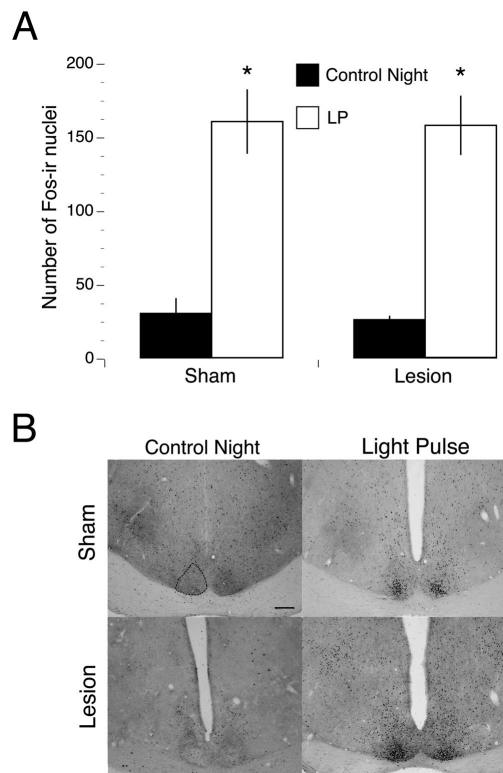 A
200
150
100
50
0
Number of Fos-ir nuclei
*
*
Control Night
LP
Sham
Lesion
B
Control Night
Light Pulse
Sham
Lesion